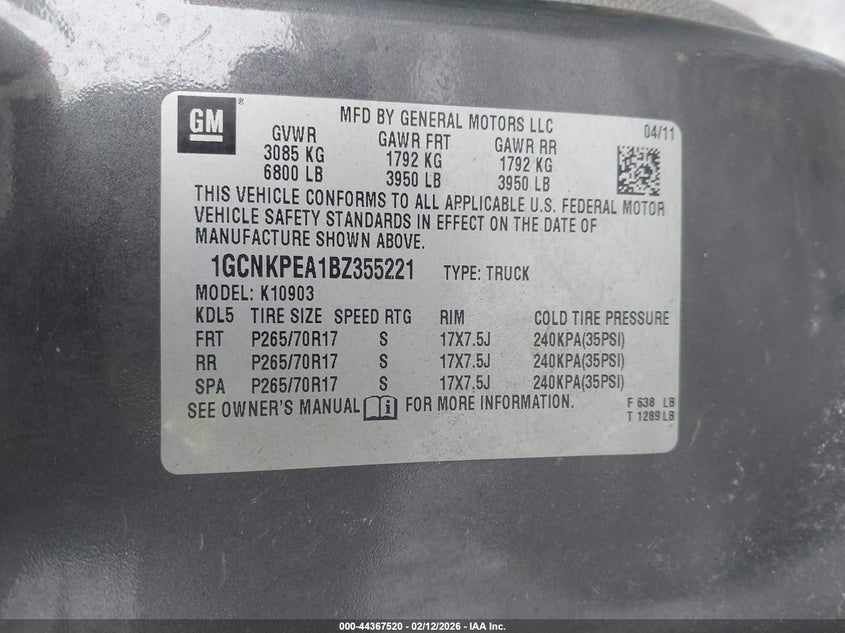 GM ®
MFD BY GENERAL MOTORS LLC
04/11
GVWR GAWR FRT GAWR RR
3085 KG 1792 KG 1792 KG
6800 LB 3950 LB 3950 LB
THIS VEHICLE CONFORMS TO ALL APPLICABLE U.S. FEDERAL MOTOR
VEHICLE SAFETY STANDARDS IN EFFECT ON THE DATE OF
MANUFACTURE SHOWN ABOVE.
1GCNKPEA1BZ355221 TYPE: TRUCK
MODEL: K10903
KDL5 TIRE SIZE SPEED RTG RIM COLD TIRE PRESSURE
FRT P265/70R17 S 17X7.5J 240KPA(35PSI)
RR P265/70R17 S 17X7.5J 240KPA(35PSI)
SPA P265/70R17 S 17X7.5J 240KPA(35PSI)
SEE OWNER'S MANUAL i FOR MORE INFORMATION.
F 638 LB
T 1289 LB
000-44367520 - 02/12/2026 - IAA Inc.